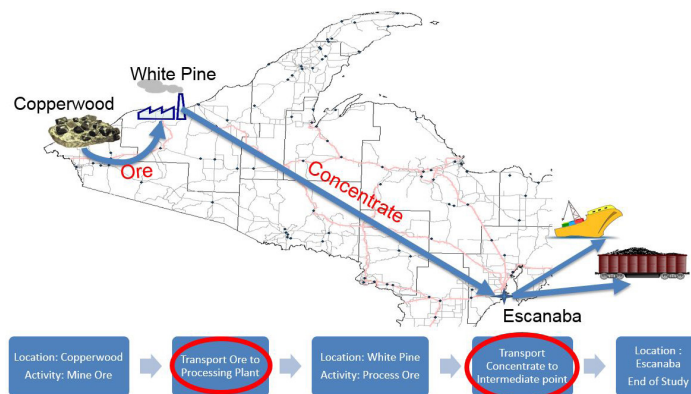 White Pine
Copperwood
Ore
Concentrate
Escanaba
Location: Copperwood
Activity: Mine Ore
Transport Ore to
Processing Plant
Location: White Pine
Activity: Process Ore
Transport
Concentrate to
Intermediate point
Location :
Escanaba
End of Study